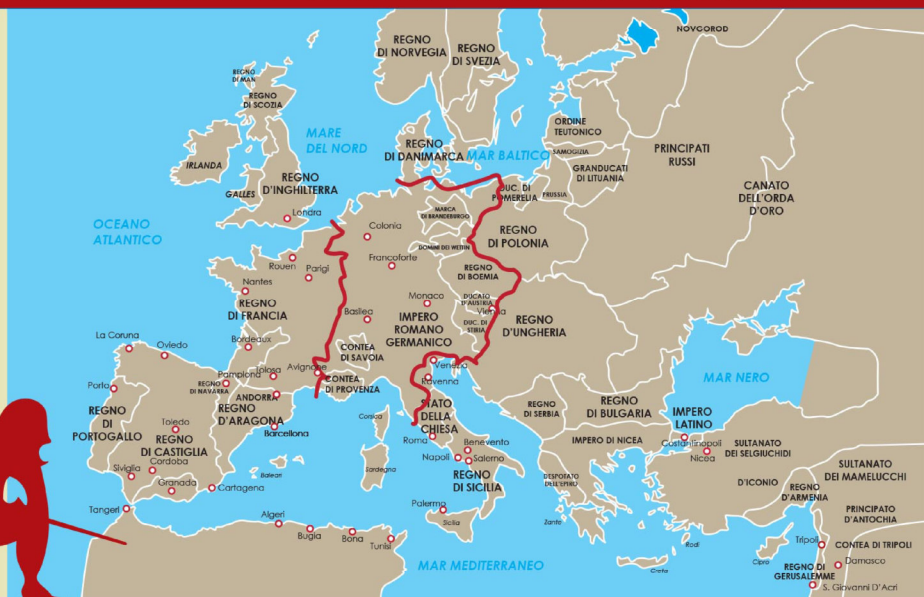 NOVGOROD
REGNO
DI NORVEGIA
REGNO
DI SVEZIA
REGNO
DI MAN
REGNO
DI SCOZIA
MARE
DEL NORD
REGNO
DI DANIMARCA
MAR BALTICO
ORDINE
TEUTONICO
SAMOGIZIA
GRANDUCATI
DI LITUANIA
PRINCIPATI
RUSSI
CANATO
DELL'ORDA
D'ORO
IRLANDA
GALLES
REGNO
D'INGHILTERRA
Londra
DUC. DI
POMERELIA
PRUSSIA
MARCA
DI BRANDEBURGO
REGNO
DI POLONIA
OCEANO
ATLANTICO
Colonia
DOMINI DEI WETTIN
Francoforte
REGNO
DI BOEMIA
Rouen
Parigi
Nantes
REGNO
DI FRANCIA
Basilea
Monaco
IMPERO
ROMANO
GERMANICO
DUCATO
D'AUSTRIA
Vienna
DUC. DI
STIRIA
REGNO
D'UNGHERIA
La Coruna
Oviedo
Bordeaux
CONTEA
DI SAVOIA
Venezia
Ravenna
Pamplona
Tolosa
Avignone
CONTEA
DI PROVENZA
REGNO
DI NAVARRA
ANDORRA
REGNO
D'ARAGONA
Barcellona
Porto
REGNO
DI
PORTOGALLO
Toledo
REGNO
DI CASTIGLIA
Cordoba
Siviglia
Granada
Cartagena
Baleari
Corsica
Sardegna
STATO
DELLA
CHIESA
Roma
Napoli
Benevento
Salerno
REGNO
DI SICILIA
Palermo
Sicilia
REGNO
DI SERBIA
REGNO
DI BULGARIA
MAR NERO
IMPERO
LATINO
Costantinopoli
Nicea
IMPERO DI NICEA
DESPOTATO
DELL'EPIRO
Zante
SULTANATO
DEI SELGIUCHIDI
D'ICONIO
REGNO
D'ARMENIA
SULTANATO
DEI MAMELUCCHI
PRINCIPATO
D'ANTOCHIA
Tangeri
Algeri
Bugia
Bona
Tunisi
MAR MEDITERRANEO
Creta
Rodi
Cipro
Tripoli
CONTEA DI TRIPOLI
Damasco
REGNO DI
GERUSALEMME
S. Giovanni D'Acri